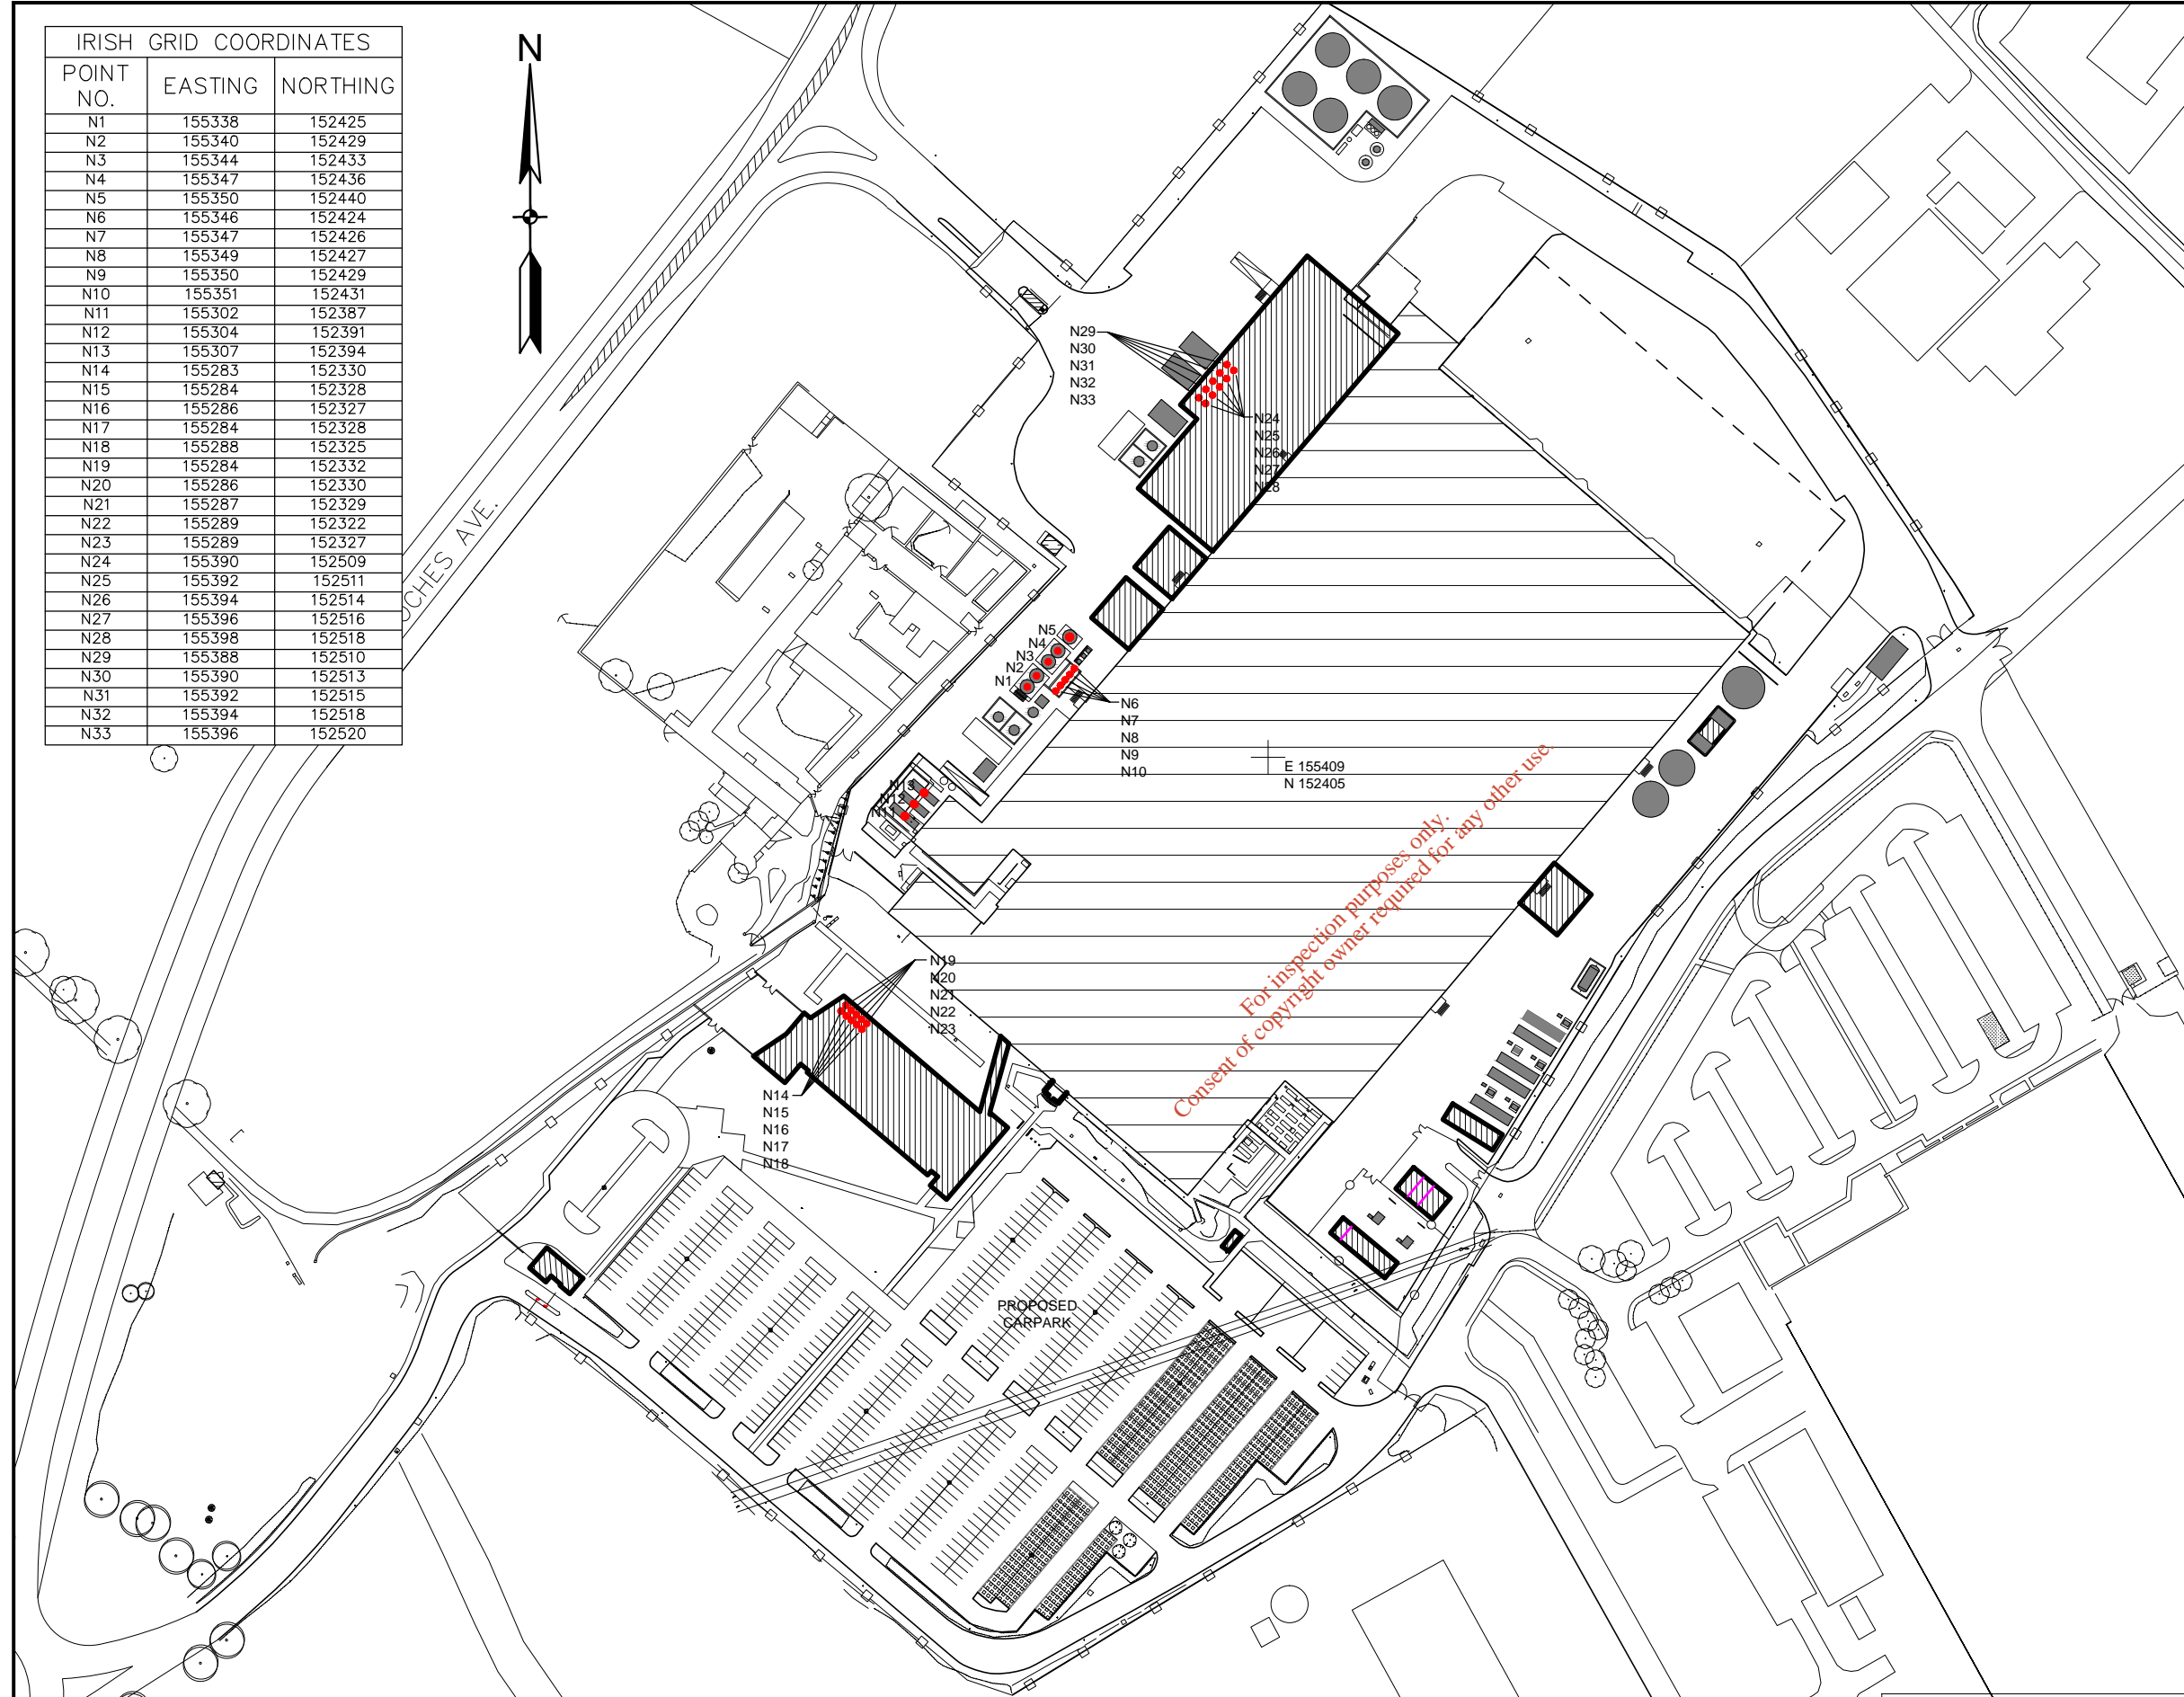 IRISH GRID COORDINATES
POINT NO. EASTING NORTHING
N1 155338 152425
N2 155340 152429
N3 155344 152433
N4 155347 152436
N5 155350 152440
N6 155346 152424
N7 155347 152426
N8 155349 152427
N9 155350 152429
N10 155351 152431
N11 155302 152387
N12 155304 152391
N13 155307 152394
N14 155283 152330
N15 155284 152328
N16 155286 152327
N17 155284 152328
N18 155288 152325
N19 155284 152332
N20 155286 152330
N21 155287 152329
N22 155289 152322
N23 155289 152327
N24 155390 152509
N25 155392 152511
N26 155394 152514
N27 155396 152516
N28 155398 152518
N29 155388 152510
N30 155390 152513
N31 155392 152515
N32 155394 152518
N33 155396 152520
N
OCHES AVE.
N29
N30
N31
N32
N33
N24
N25
N26
N27
N28
N5
N4
N3
N2
N1
N6
N7
N8
N9
N10
E 155409
N 152405
N13
N12
N11
N19
N20
N21
N22
N23
N14
N15
N16
N17
N18
PROPOSED
CARPARK
For inspection purposes only.
Consent of copyright owner required for any other use.